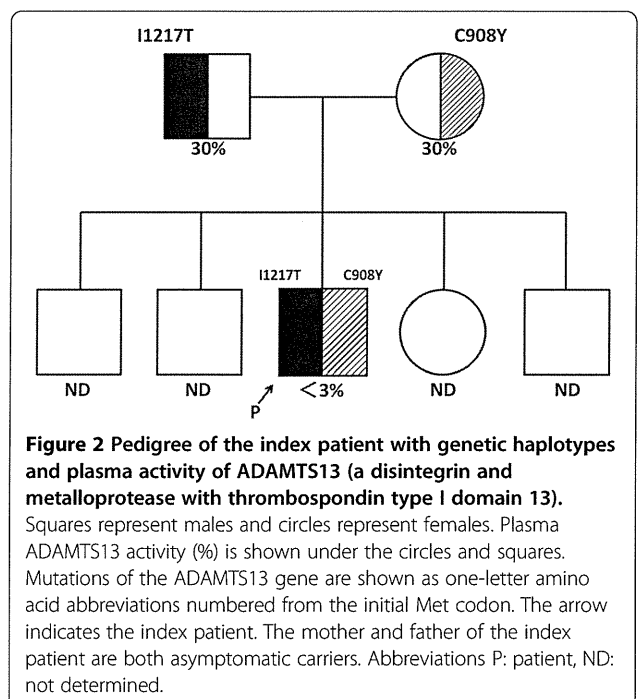 I1217T C908Y
30% 30%
I1217T C908Y
ND ND <3% ND ND
P
Figure 2 Pedigree of the index patient with genetic haplotypes
and plasma activity of ADAMTS13 (a disintegrin and
metalloprotease with thrombospondin type I domain 13).
Squares represent males and circles represent females. Plasma
ADAMTS13 activity (%) is shown under the circles and squares.
Mutations of the ADAMTS13 gene are shown as one-letter amino
acid abbreviations numbered from the initial Met codon. The arrow
indicates the index patient. The mother and father of the index
patient are both asymptomatic carriers. Abbreviations P: patient, ND:
not determined.